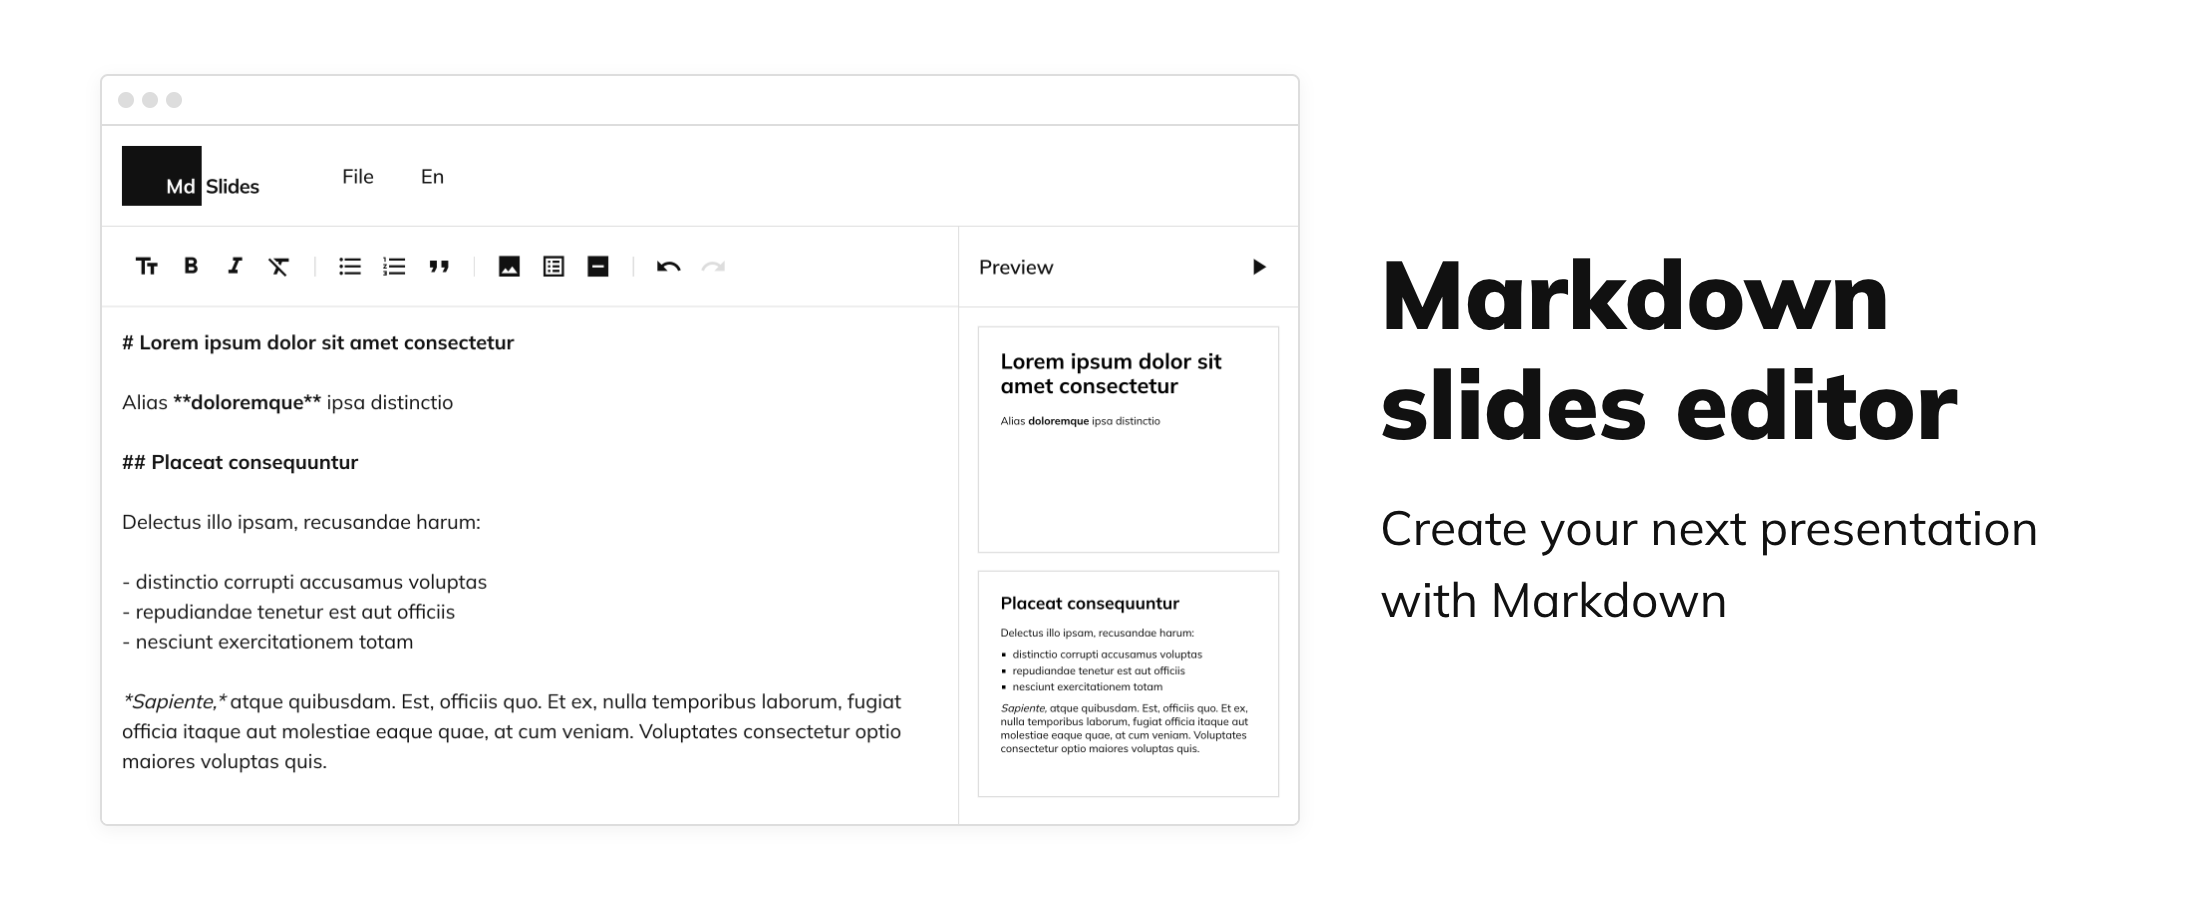 Md Slides
File
En
Preview
# Lorem ipsum dolor sit amet consectetur
Alias **doloremque** ipsa distinctio
## Placeat consequuntur
Delectus illo ipsam, recusandae harum:
- distinctio corrupti accusamus voluptas
- repudiandae tenetur est aut officiis
- nesciunt exercitationem totam
*Sapiente,* atque quibusdam. Est, officiis quo. Et ex, nulla temporibus laborum, fugiat
officia itaque aut molestiae eaque quae, at cum veniam. Voluptates consectetur optio
maiores voluptas quis.
Lorem ipsum dolor sit
amet consectetur
Alias doloremque ipsa distinctio
Placeat consequuntur
Delectus illo ipsam, recusandae harum:
▪ distinctio corrupti accusamus voluptas
▪ repudiandae tenetur est aut officiis
▪ nesciunt exercitationem totam
Sapiente, atque quibusdam. Est, officiis quo. Et ex,
nulla temporibus laborum, fugiat officia itaque aut
molestiae eaque quae, at cum veniam. Voluptates
consectetur optio maiores voluptas quis.
Markdown
slides editor
Create your next presentation
with Markdown